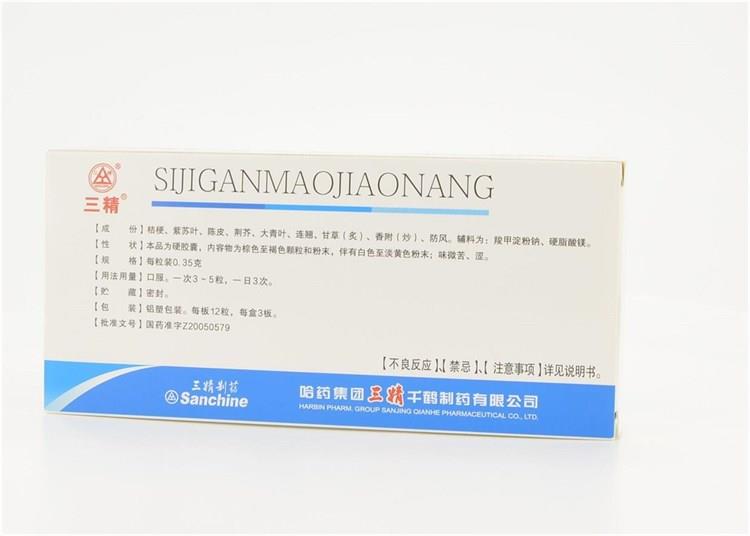 三精®
SIJIGANMAOJIAONANG
【成 份】桔梗、紫苏叶、陈皮、荆芥、大青叶、连翘、甘草（炙）、香附（炒）、防风。辅料为：羧甲淀粉钠、硬脂酸镁。
【性 状】本品为硬胶囊，内容物为棕色至褐色颗粒和粉末，伴有白色至淡黄色粉末；味微苦、涩。
【规 格】每粒装0.35克
【用法用量】口服。一次3～5粒，一日3次。
【贮 藏】密封。
【包 装】铝塑包装。每板12粒，每盒3板。
【批准文号】国药准字Z20050579
【不良反应】、【禁忌】、【注意事项】详见说明书。
三精制药
Sanchine
哈药集团三精千鹤制药有限公司
HARBIN PHARM. GROUP SANJING QIANHE PHARMACEUTICAL CO., LTD.